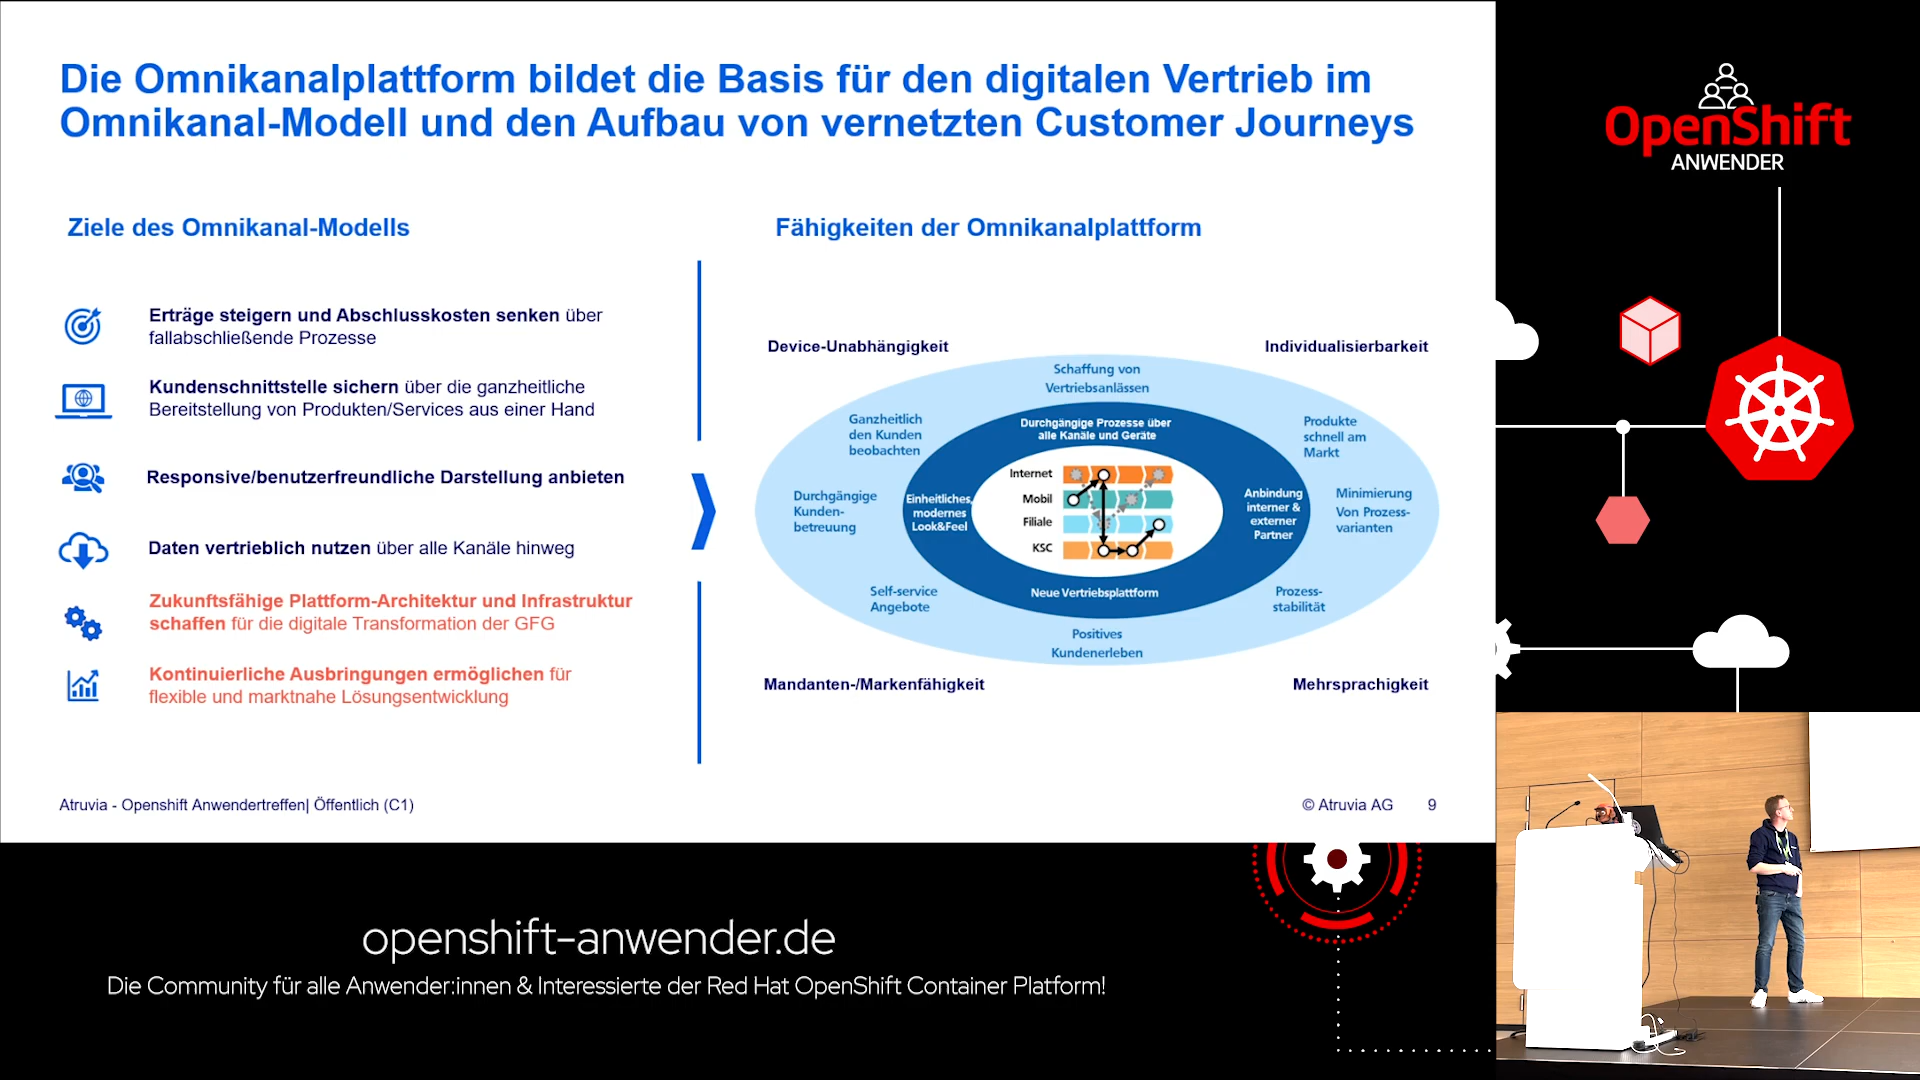 Die Omnikanalplattform bildet die Basis für den digitalen Vertrieb im
Omnikanal-Modell und den Aufbau von vernetzten Customer Journeys
Ziele des Omnikanal-Modells
Erträge steigern und Abschlusskosten senken über
fallabschließende Prozesse
Kundenschnittstelle sichern über die ganzheitliche
Bereitstellung von Produkten/Services aus einer Hand
Responsive/benutzerfreundliche Darstellung anbieten
Daten vertrieblich nutzen über alle Kanäle hinweg
Zukunftsfähige Plattform-Architektur und Infrastruktur
schaffen für die digitale Transformation der GFG
Kontinuierliche Ausbringungen ermöglichen für
flexible und marktnahe Lösungsentwicklung
Fähigkeiten der Omnikanalplattform
Device-Unabhängigkeit
Individualisierbarkeit
Schaffung von
Vertriebsanlässen
Ganzheitlich
den Kunden
beobachten
Durchgängige Prozesse über
alle Kanäle und Geräte
Produkte
schnell am
Markt
Internet
Mobil
Filiale
KSC
Durchgängige
Kunden-
betreuung
Einheitliches,
modernes
Look&Feel
Anbindung
interner &
externer
Partner
Minimierung
Von Prozess-
varianten
Self-service
Angebote
Neue Vertriebsplattform
Prozess-
stabilität
Positives
Kundenerleben
Mandanten-/Markenfähigkeit
Mehrsprachigkeit
Atruvia - Openshift Anwendertreffen| Öffentlich (C1)
© Atruvia AG
9
OpenShift
ANWENDER
openshift-anwender.de
Die Community für alle Anwender:innen & Interessierte der Red Hat OpenShift Container Platform!